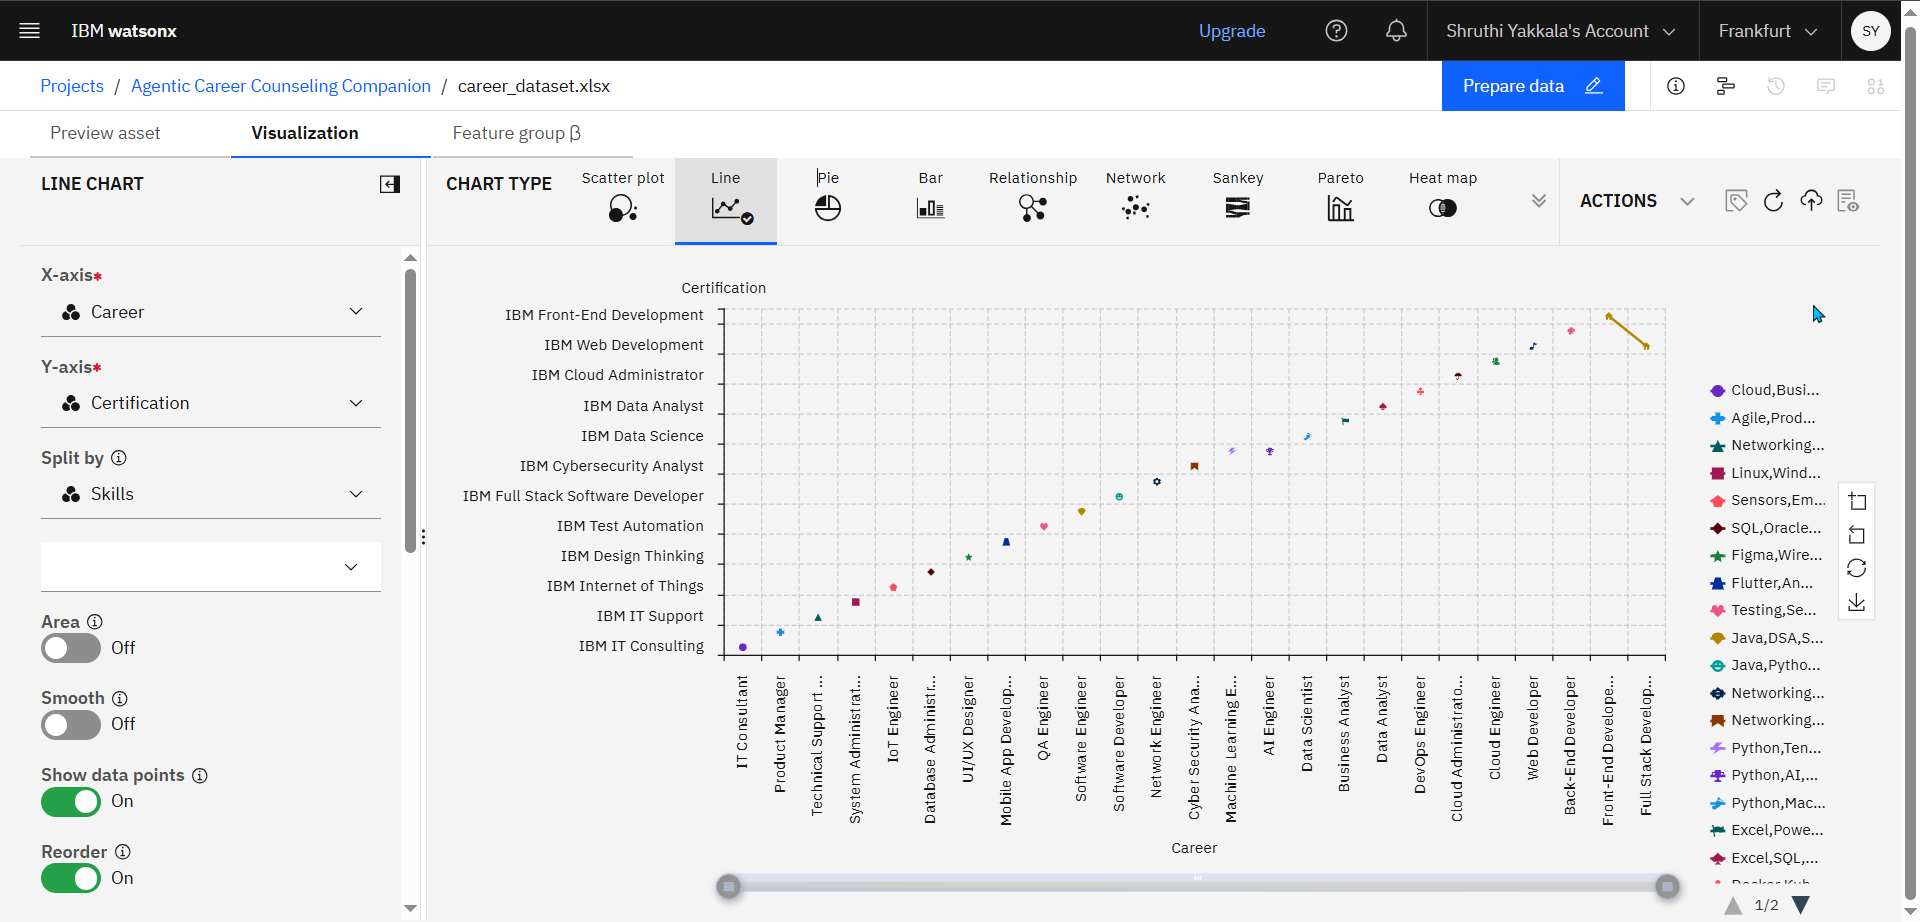 IBM watsonx
Upgrade
Shruthi Yakkala's Account
Frankfurt
SY
Projects / Agentic Career Counseling Companion / career_dataset.xlsx
Prepare data
Preview asset
Visualization
Feature group β
LINE CHART
CHART TYPE
Scatter plot
Line
Pie
Bar
Relationship
Network
Sankey
Pareto
Heat map
ACTIONS
X-axis*
Career
Y-axis*
Certification
Split by
Skills
Area
Off
Smooth
Off
Show data points
On
Reorder
On
Certification
IBM Front-End Development
IBM Web Development
IBM Cloud Administrator
IBM Data Analyst
IBM Data Science
IBM Cybersecurity Analyst
IBM Full Stack Software Developer
IBM Test Automation
IBM Design Thinking
IBM Internet of Things
IBM IT Support
IBM IT Consulting
IT Consultant
Product Manager
Technical Support ...
System Administrat...
IoT Engineer
Database Administr...
UI/UX Designer
Mobile App Develop...
QA Engineer
Software Engineer
Software Developer
Network Engineer
Cyber Security Ana...
Machine Learning E...
AI Engineer
Data Scientist
Business Analyst
Data Analyst
DevOps Engineer
Cloud Administrato...
Cloud Engineer
Web Developer
Back-End Developer
Front-End Develope...
Full Stack Develop...
Career
Cloud,Busi...
Agile,Prod...
Networking...
Linux,Wind...
Sensors,Em...
SQL,Oracle...
Figma,Wire...
Flutter,An...
Testing,Se...
Java,DSA,S...
Java,Pytho...
Networking...
Networking...
Python,Ten...
Python,AI,...
Python,Mac...
Excel,Powe...
Excel,SQL,...
1/2